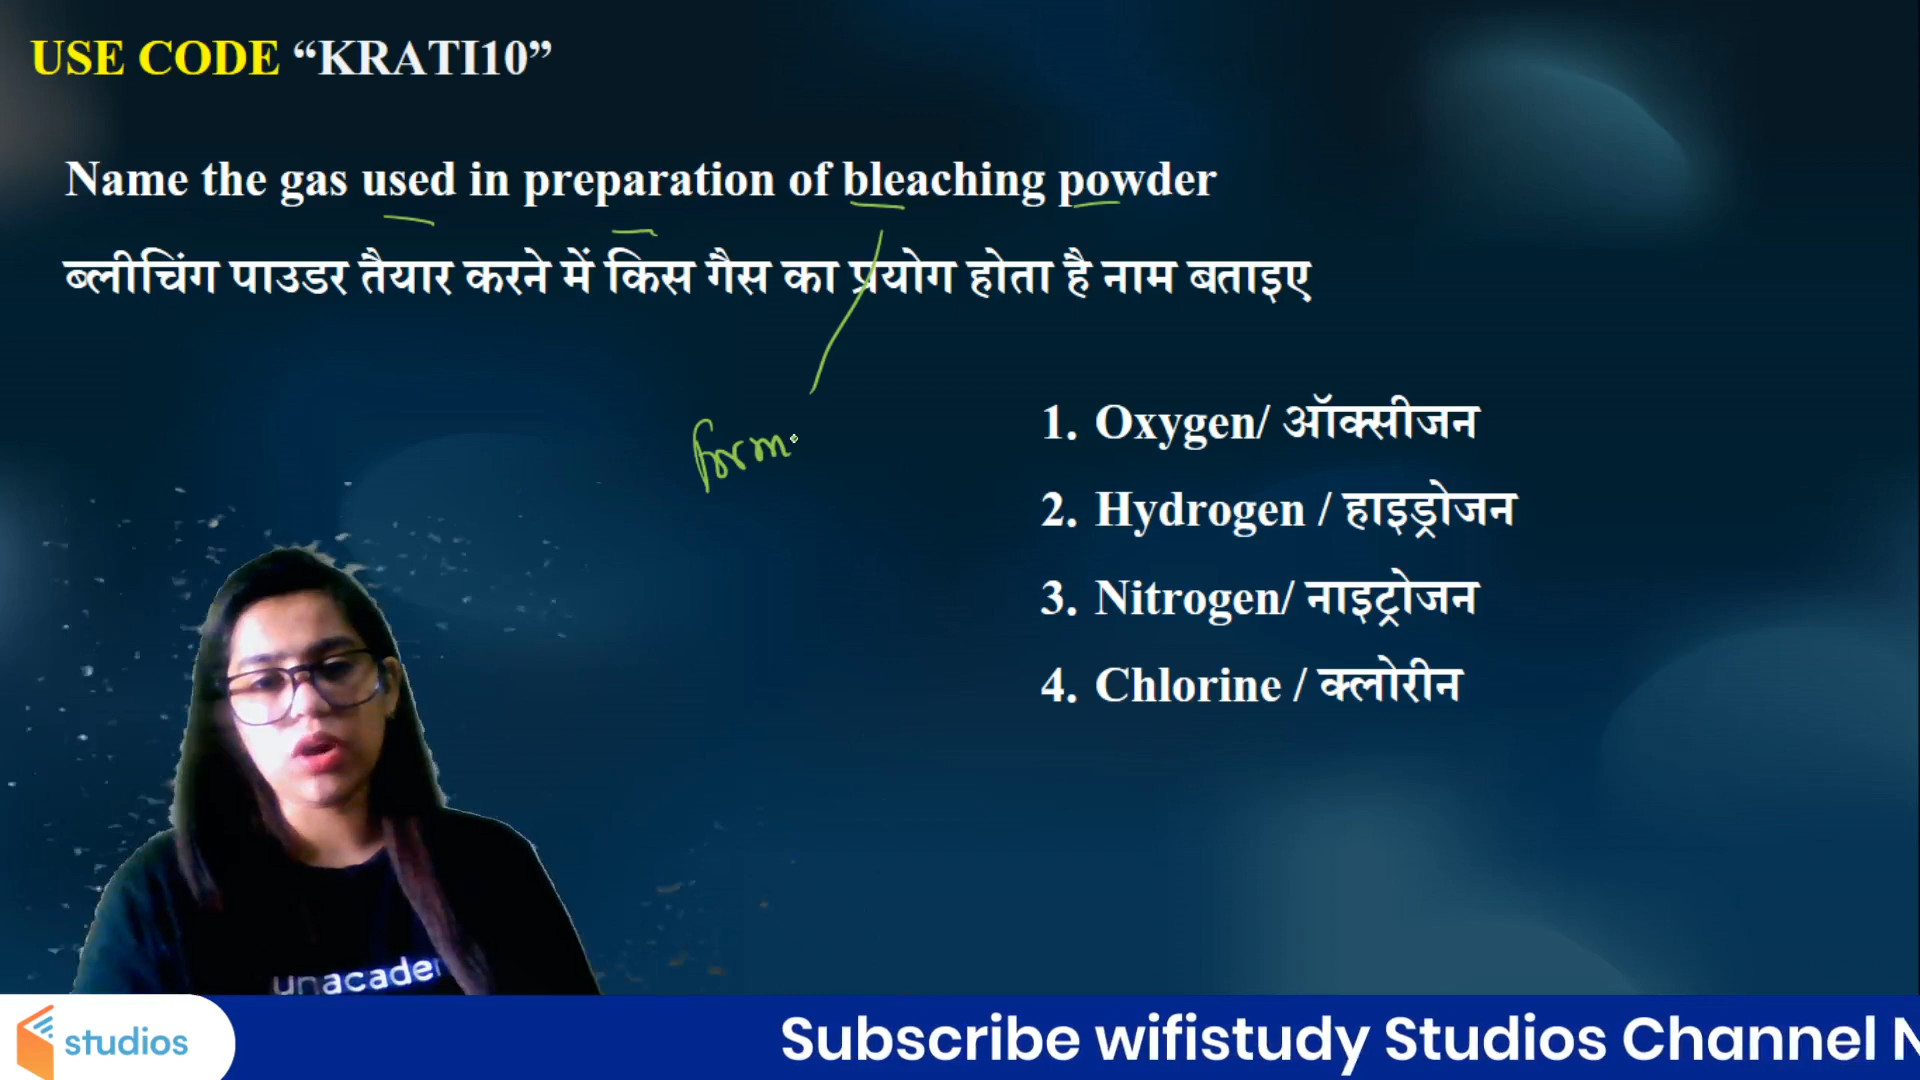 USE CODE “KRATI10”
Name the gas used in preparation of bleaching powder
ब्लीचिंग पाउडर तैयार करने में किस गैस का प्रयोग होता है नाम बताइए
1. Oxygen/ ऑक्सीजन
form
2. Hydrogen / हाइड्रोजन
3. Nitrogen/ नाइट्रोजन
4. Chlorine / क्लोरीन
unacade
studios
Subscribe wifistudy Studios Channel N